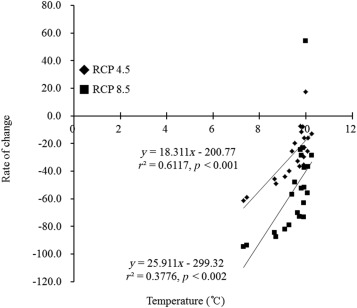 80.0
60.0
40.0
20.0
0.0
-20.0
-40.0
-60.0
-80.0
-100.0
-120.0
0 2 4 6 8 10 12
Rate of change
RCP 4.5
RCP 8.5
y = 18.311x - 200.77
r² = 0.6117, p < 0.001
y = 25.911x - 299.32
r² = 0.3776, p < 0.002
Temperature (℃)